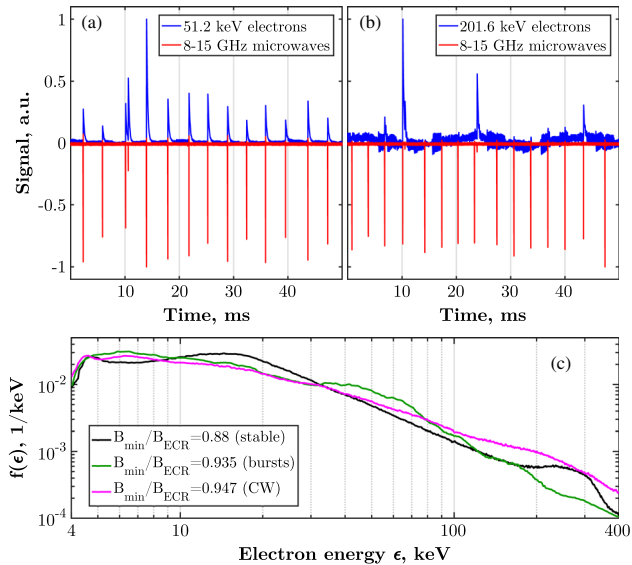 (a)
51.2 keV electrons
8-15 GHz microwaves
(b)
201.6 keV electrons
8-15 GHz microwaves
1
0.5
0
-0.5
-1
Signal, a.u.
10 20 30 40
Time, ms
10 20 30 40
Time, ms
(c)
f(ϵ), 1/keV
10⁻²
10⁻³
10⁻⁴
B_min/B_ECR=0.88 (stable)
B_min/B_ECR=0.935 (bursts)
B_min/B_ECR=0.947 (CW)
4 10 100 400
Electron energy ϵ, keV